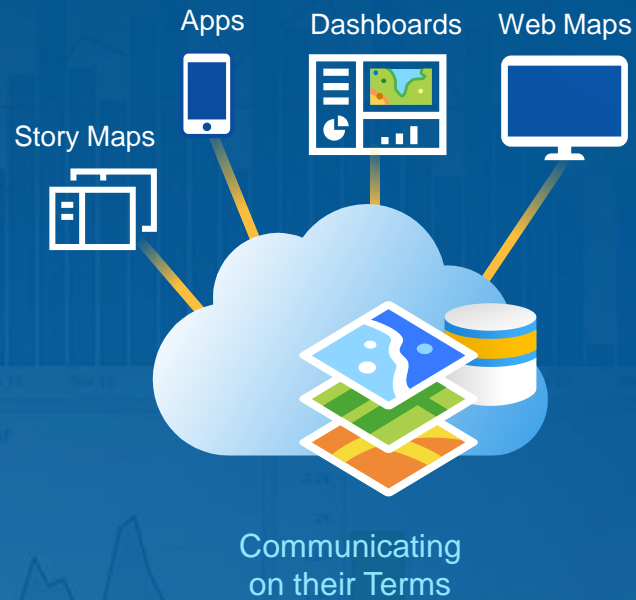 Apps
Dashboards
Web Maps
Story Maps
Communicating
on their Terms